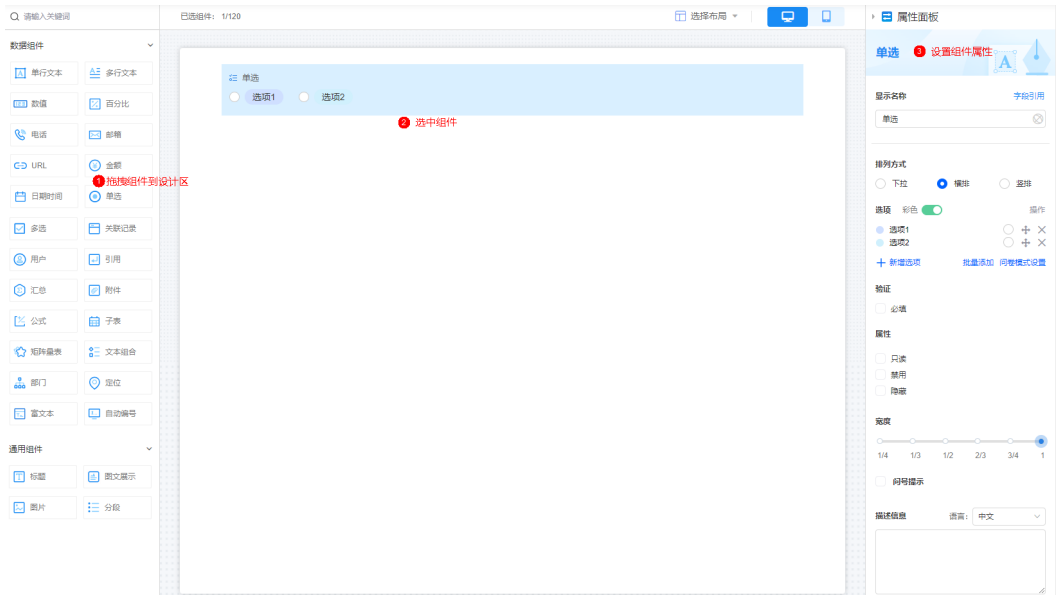 请输入关键词
已选组件: 1/120
选择布局
属性面板
数据组件
单行文本
多行文本
数值
百分比
电话
邮箱
URL
金额
日期时间
单选
多选
关联记录
用户
引用
汇总
附件
公式
子表
矩阵量表
文本组合
部门
定位
富文本
自动编号
通用组件
标题
图文展示
图片
分段
1 拖拽组件到设计区
单选
选项1
选项2
2 选中组件
单选
3 设置组件属性
A
显示名称
字段引用
单选
排列方式
下拉
横排
竖排
选项
彩色
操作
选项1
选项2
新增选项
批量添加
问卷模式设置
验证
必填
属性
只读
禁用
隐藏
宽度
1/4 1/3 1/2 2/3 3/4 1
问号提示
描述信息
语言:
中文